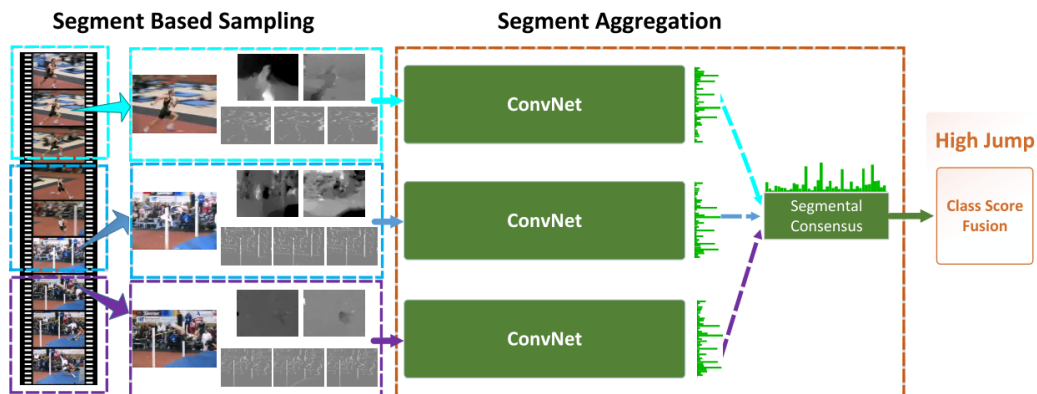 Segment Based Sampling
Segment Aggregation
ConvNet
ConvNet
ConvNet
Segmental
Consensus
High Jump
Class Score
Fusion